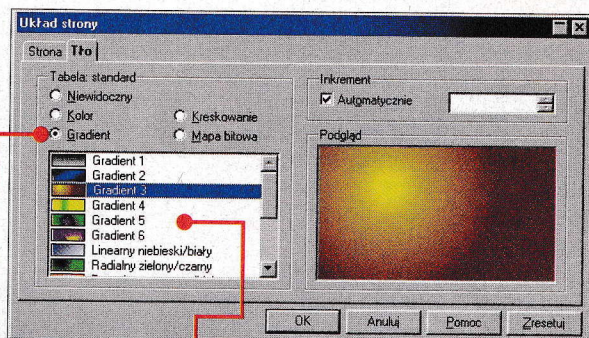 Układ strony
Strona Tło
Tabela: standard
Niewidoczny
Kolor
Kreskowanie
Gradient
Mapa bitowa
Gradient 1
Gradient 2
Gradient 3
Gradient 4
Gradient 5
Gradient 6
Linearny niebieski/biały
Radialny zielony/czarny
Inkrement
Automatycznie
Podgląd
OK
Anuluj
Pomoc
Zresetuj